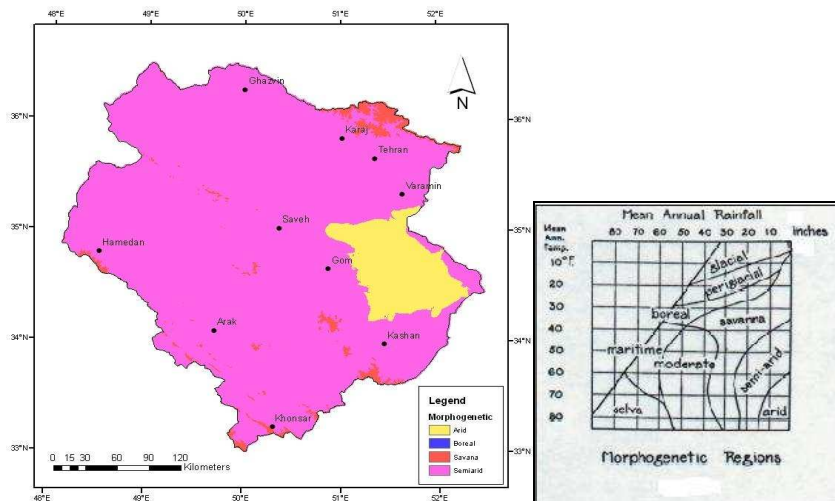 48°E 49°E 50°E 51°E 52°E
Ghazvin
N
36°N 36°N
Karaj
Tehran
Varamin
Saveh
35°N 35°N
Hamedan
Gom
Arak
34°N 34°N
Kashan
Khonsar
33°N 33°N
Legend
Morphogenetic
Arid
Boreal
Savana
Semiarid
0 15 30 60 90 120
Kilometers
48°E 49°E 50°E 51°E 52°E
Mean Annual Rainfall
80 70 60 50 40 30 20 10 inches
Mean
Ann.
Temp.
10°F.
20
30
40
50
60
70
80
glacial
periglacial
boreal
savanna
maritime
moderate
semi-arid
selva
arid
Morphogenetic Regions